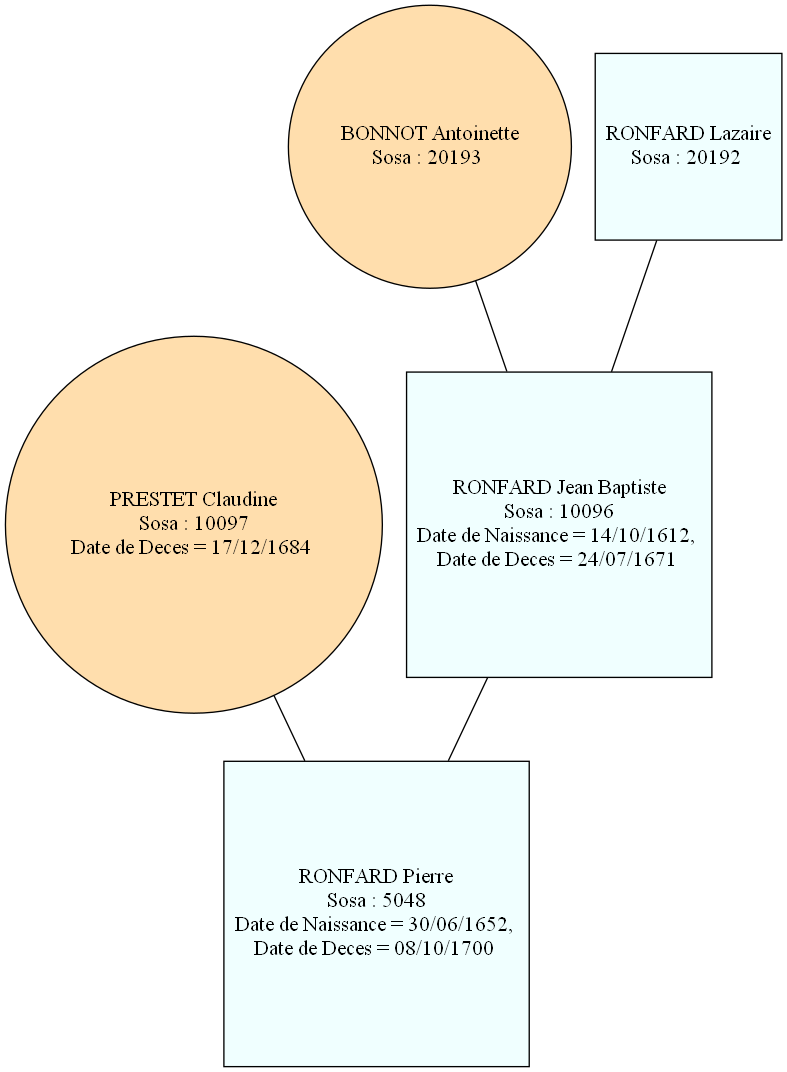 BONNOT Antoinette
Sosa : 20193
RONFARD Lazaire
Sosa : 20192
PRESTET Claudine
Sosa : 10097
Date de Deces = 17/12/1684
RONFARD Jean Baptiste
Sosa : 10096
Date de Naissance = 14/10/1612,
Date de Deces = 24/07/1671
RONFARD Pierre
Sosa : 5048
Date de Naissance = 30/06/1652,
Date de Deces = 08/10/1700